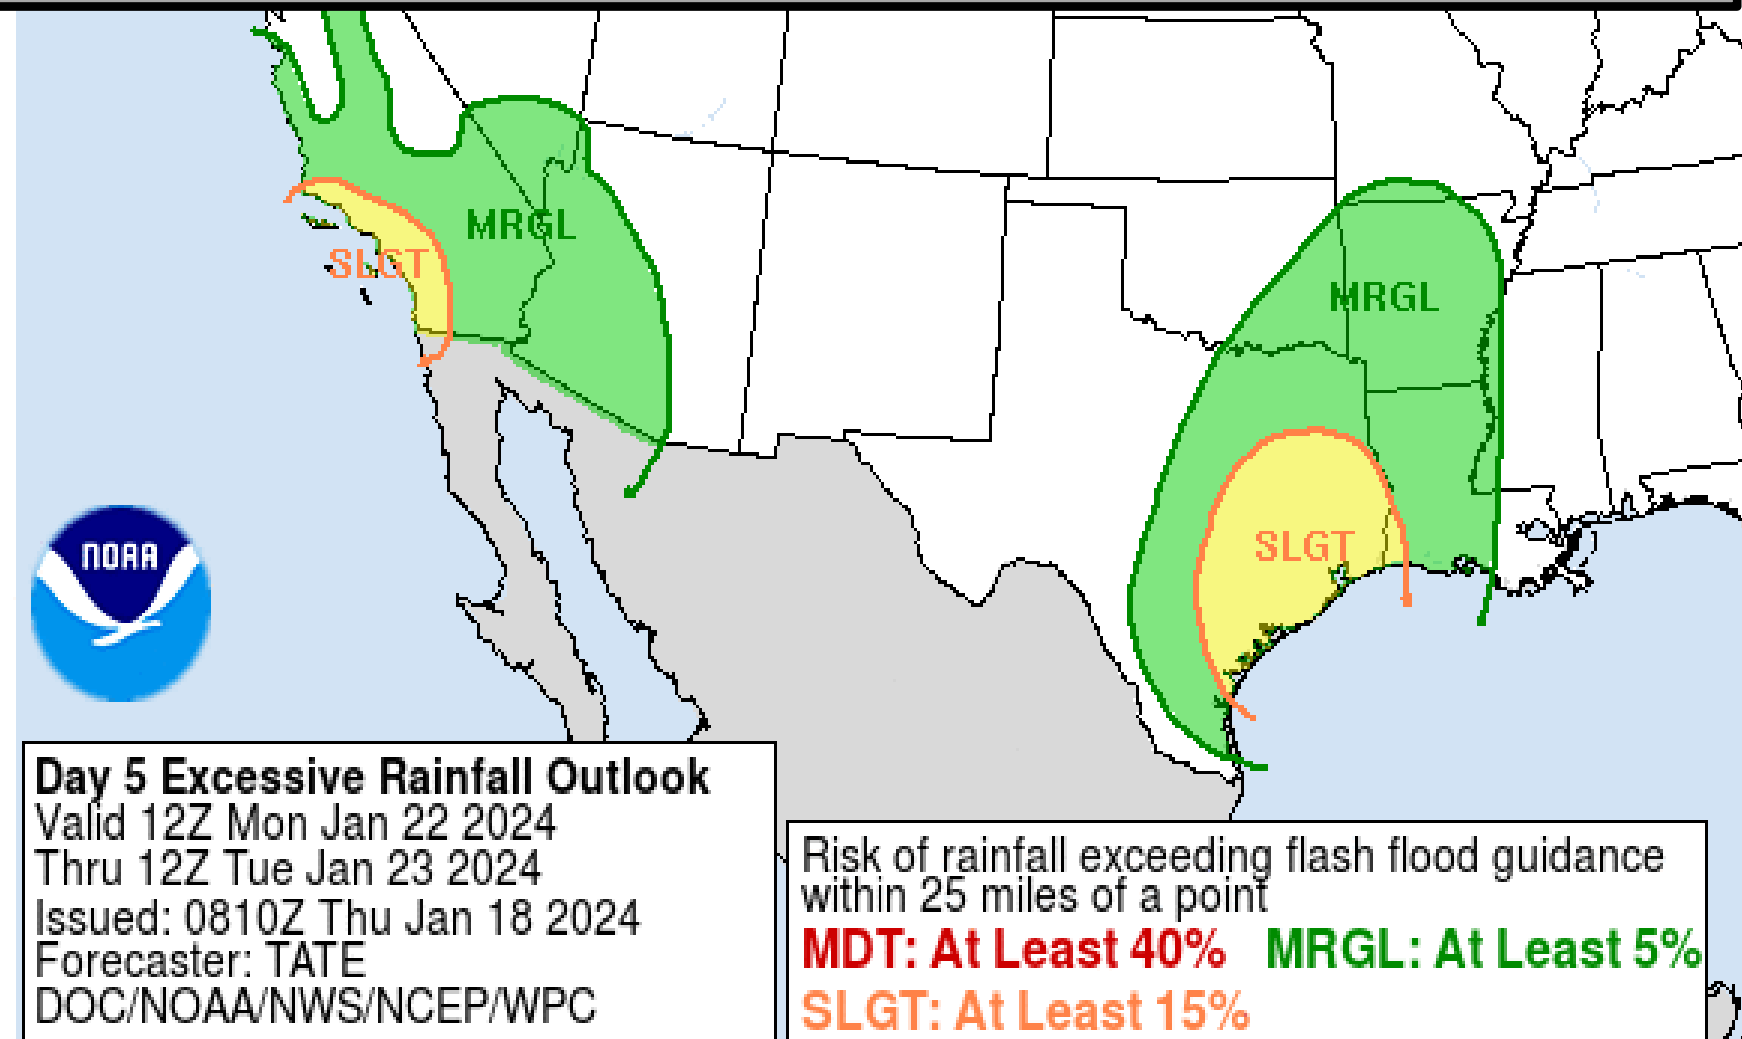 MRGL
SLGT
MRGL
SLGT
NOAA
Day 5 Excessive Rainfall Outlook
Valid 12Z Mon Jan 22 2024
Thru 12Z Tue Jan 23 2024
Issued: 0810Z Thu Jan 18 2024
Forecaster: TATE
DOC/NOAA/NWS/NCEP/WPC
Risk of rainfall exceeding flash flood guidance
within 25 miles of a point
MDT: At Least 40% MRGL: At Least 5%
SLGT: At Least 15%